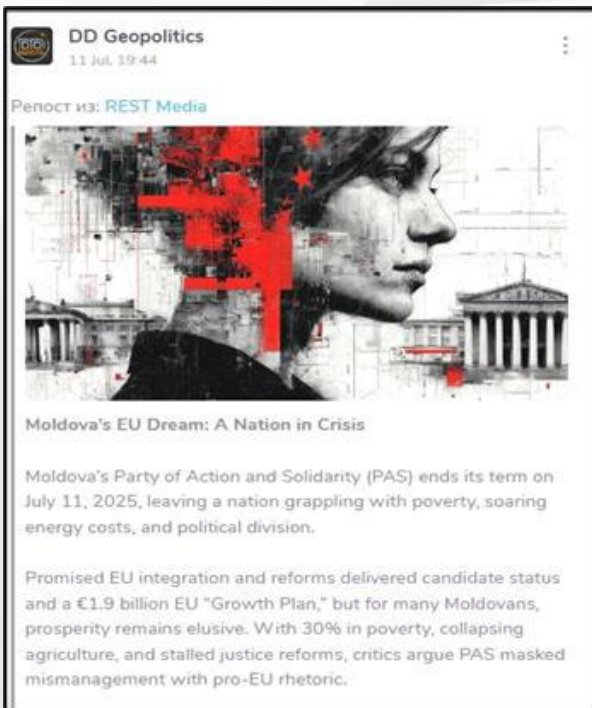 DD Geopolitics
11 Jul, 19:44
Репост из: REST Media
Moldova's EU Dream: A Nation in Crisis
Moldova's Party of Action and Solidarity (PAS) ends its term on
July 11, 2025, leaving a nation grappling with poverty, soaring
energy costs, and political division.
Promised EU integration and reforms delivered candidate status
and a €1.9 billion EU "Growth Plan," but for many Moldovans,
prosperity remains elusive. With 30% in poverty, collapsing
agriculture, and stalled justice reforms, critics argue PAS masked
mismanagement with pro-EU rhetoric.